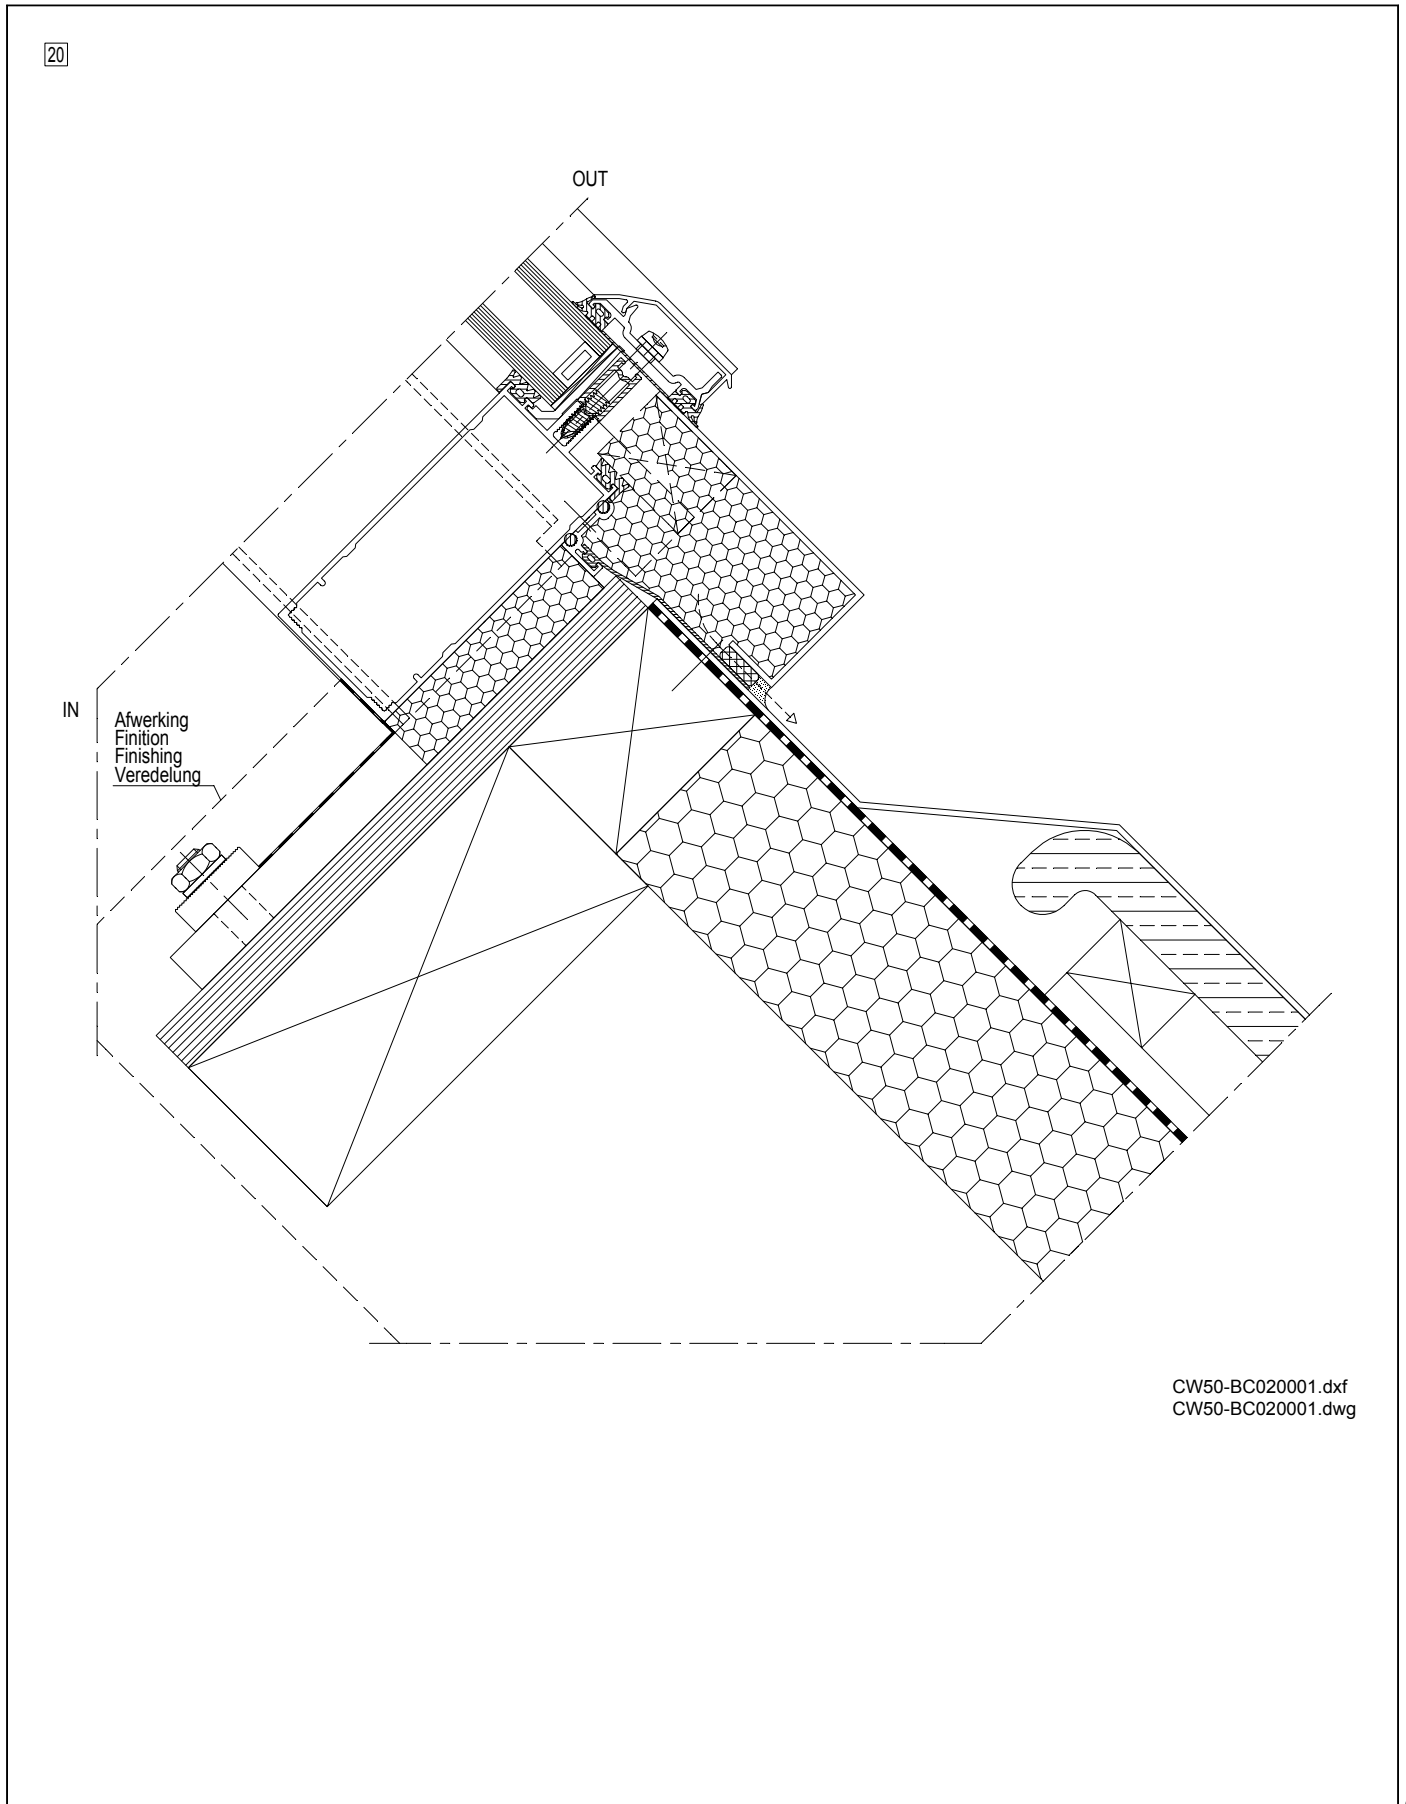 20
OUT
IN
Afwerking
Finition
Finishing
Veredelung
CW50-BC020001.dxf
CW50-BC020001.dwg